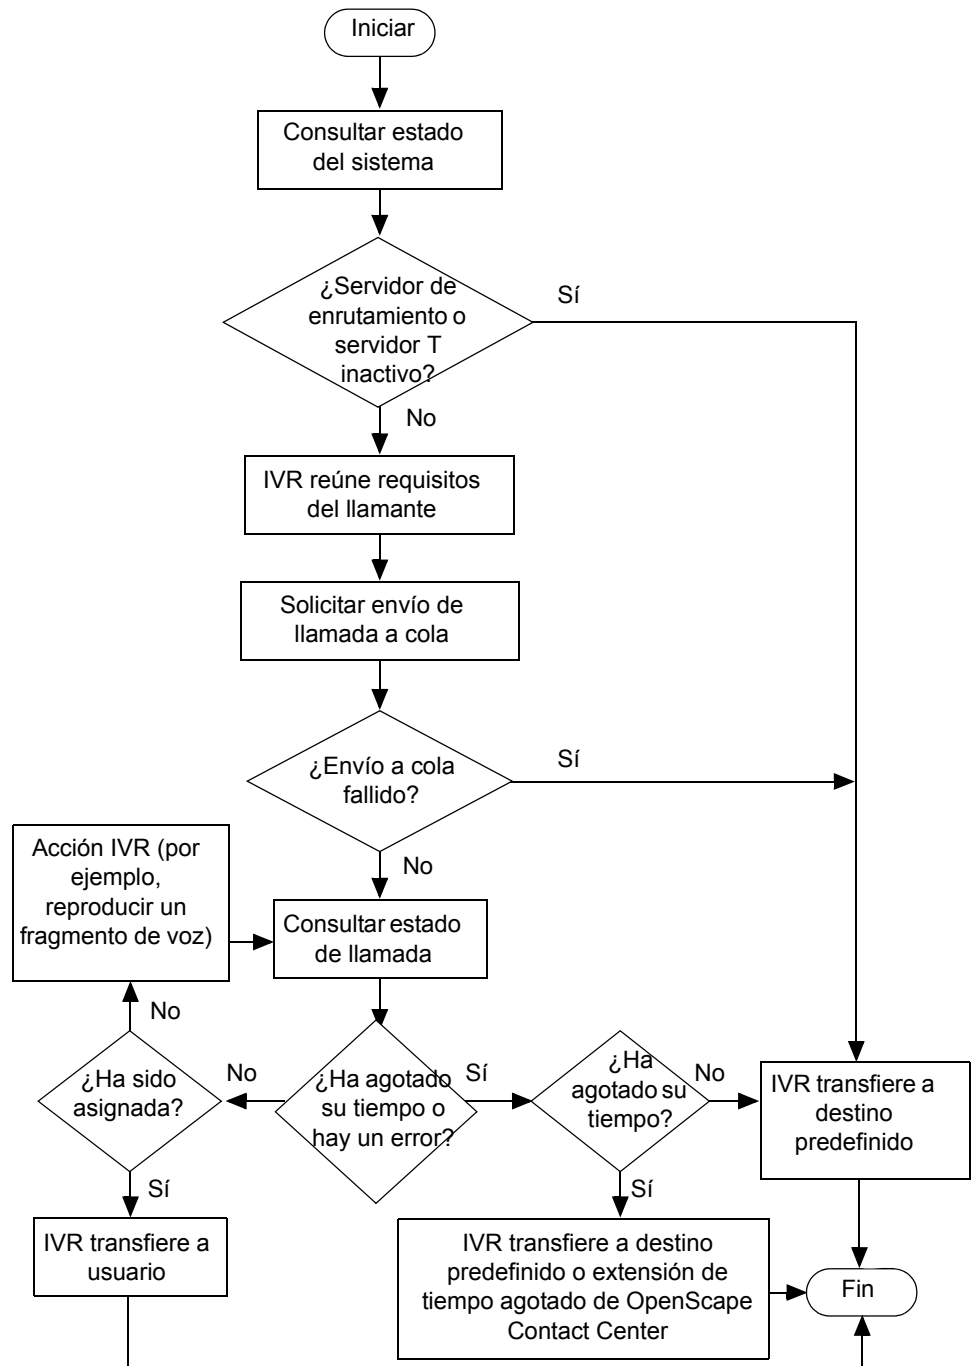 Iniciar
Consultar estado
del sistema
¿Servidor de
enrutamiento o
servidor T
inactivo?
Sí
No
IVR reúne requisitos
del llamante
Solicitar envío de
llamada a cola
¿Envío a cola
fallido?
Sí
No
Acción IVR (por
ejemplo,
reproducir un
fragmento de voz)
Consultar estado
de llamada
No
¿Ha sido
asignada?
No
¿Ha agotado
su tiempo o
hay un error?
Sí
¿Ha
agotado su
tiempo?
No
IVR transfiere a
destino
predefinido
Sí
Sí
IVR transfiere a
usuario
IVR transfiere a destino
predefinido o extensión de
tiempo agotado de OpenScape
Contact Center
Fin